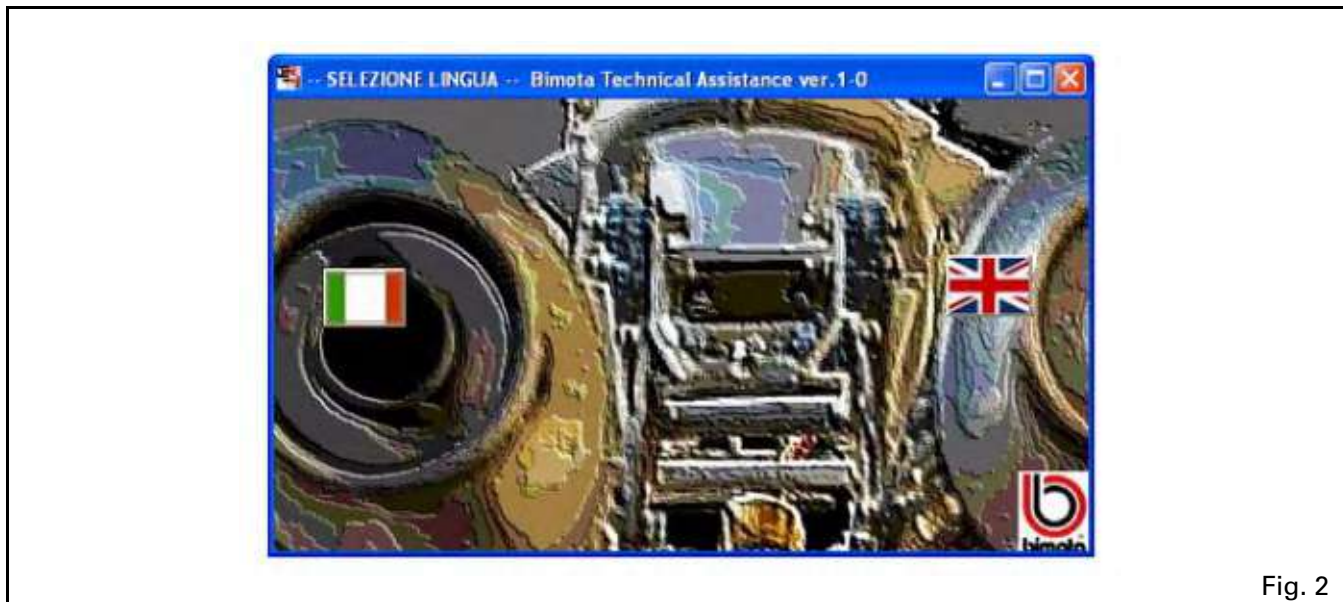 -- SELEZIONE LINGUA -- Bimota Technical Assistance ver.1-0
bimota
Fig. 2